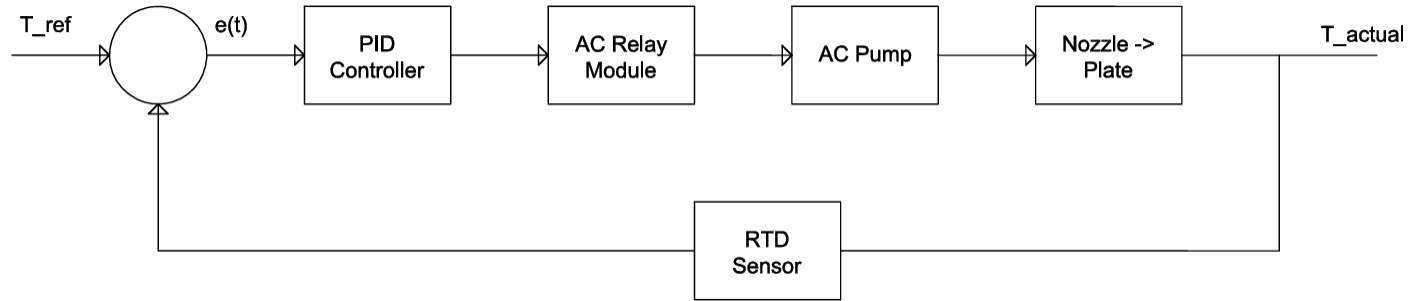 T_ref
e(t)
PID
Controller
AC Relay
Module
AC Pump
Nozzle ->
Plate
T_actual
RTD
Sensor